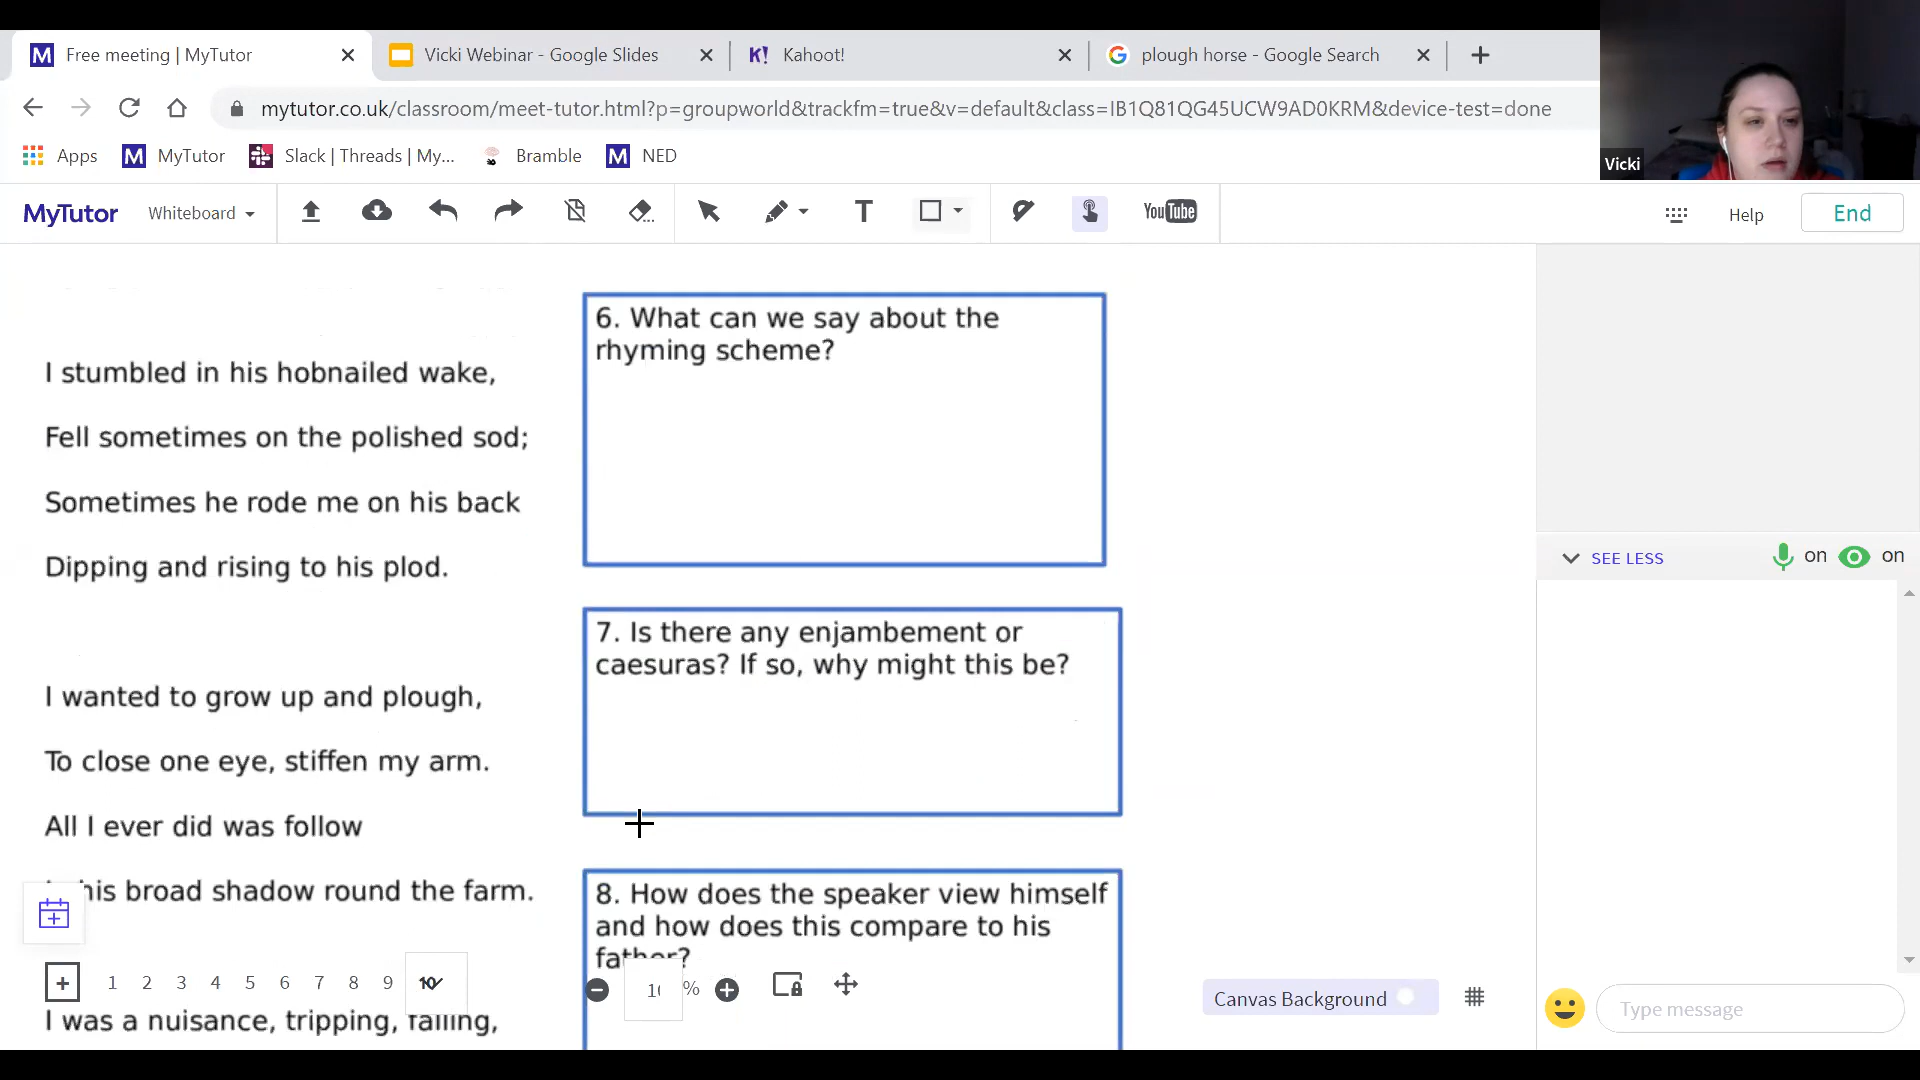 Free meeting | MyTutor
Vicki Webinar - Google Slides
K! Kahoot!
plough horse - Google Search
mytutor.co.uk/classroom/meet-tutor.html?p=groupworld&trackfm=true&v=default&class=IB1Q81QG45UCW9AD0KRM&device-test=done
Apps
MyTutor
Slack | Threads | My...
Bramble
NED
Vicki
MyTutor
Whiteboard
T
YouTube
Help
End
I stumbled in his hobnailed wake,
Fell sometimes on the polished sod;
Sometimes he rode me on his back
Dipping and rising to his plod.
I wanted to grow up and plough,
To close one eye, stiffen my arm.
All I ever did was follow
his broad shadow round the farm.
I was a nuisance, tripping, falling,
6. What can we say about the
rhyming scheme?
7. Is there any enjambement or
caesuras? If so, why might this be?
8. How does the speaker view himself
and how does this compare to his
father?
1 2 3 4 5 6 7 8 9 10
%
Canvas Background
SEE LESS
on
on
Type message